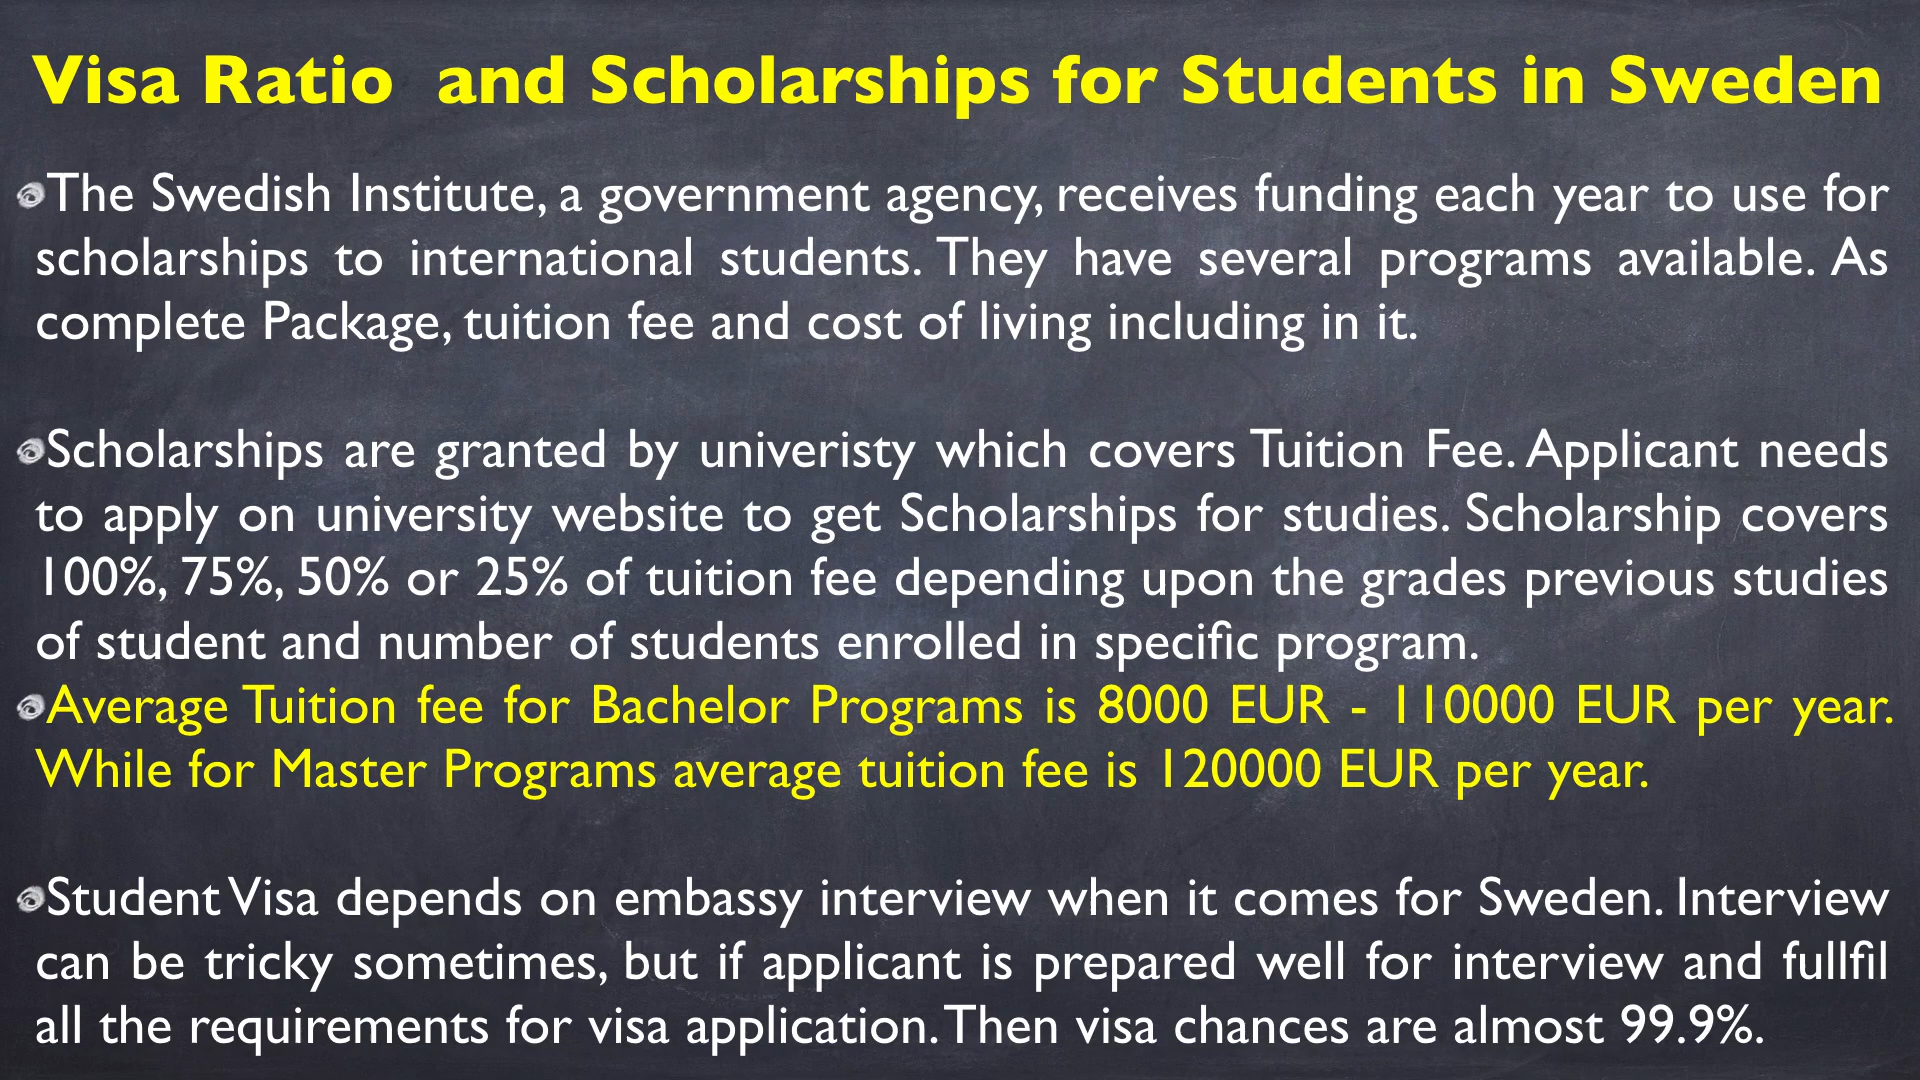 Visa Ratio  and Scholarships for Students in Sweden
The Swedish Institute, a government agency, receives funding each year to use for
scholarships to international students. They have several programs available. As
complete Package, tuition fee and cost of living including in it.
Scholarships are granted by univeristy which covers Tuition Fee. Applicant needs
to apply on university website to get Scholarships for studies. Scholarship covers
100%, 75%, 50% or 25% of tuition fee depending upon the grades previous studies
of student and number of students enrolled in specific program.
Average Tuition fee for Bachelor Programs is 8000 EUR - 110000 EUR per year.
While for Master Programs average tuition fee is 120000 EUR per year.
Student Visa depends on embassy interview when it comes for Sweden. Interview
can be tricky sometimes, but if applicant is prepared well for interview and fullfil
all the requirements for visa application. Then visa chances are almost 99.9%.